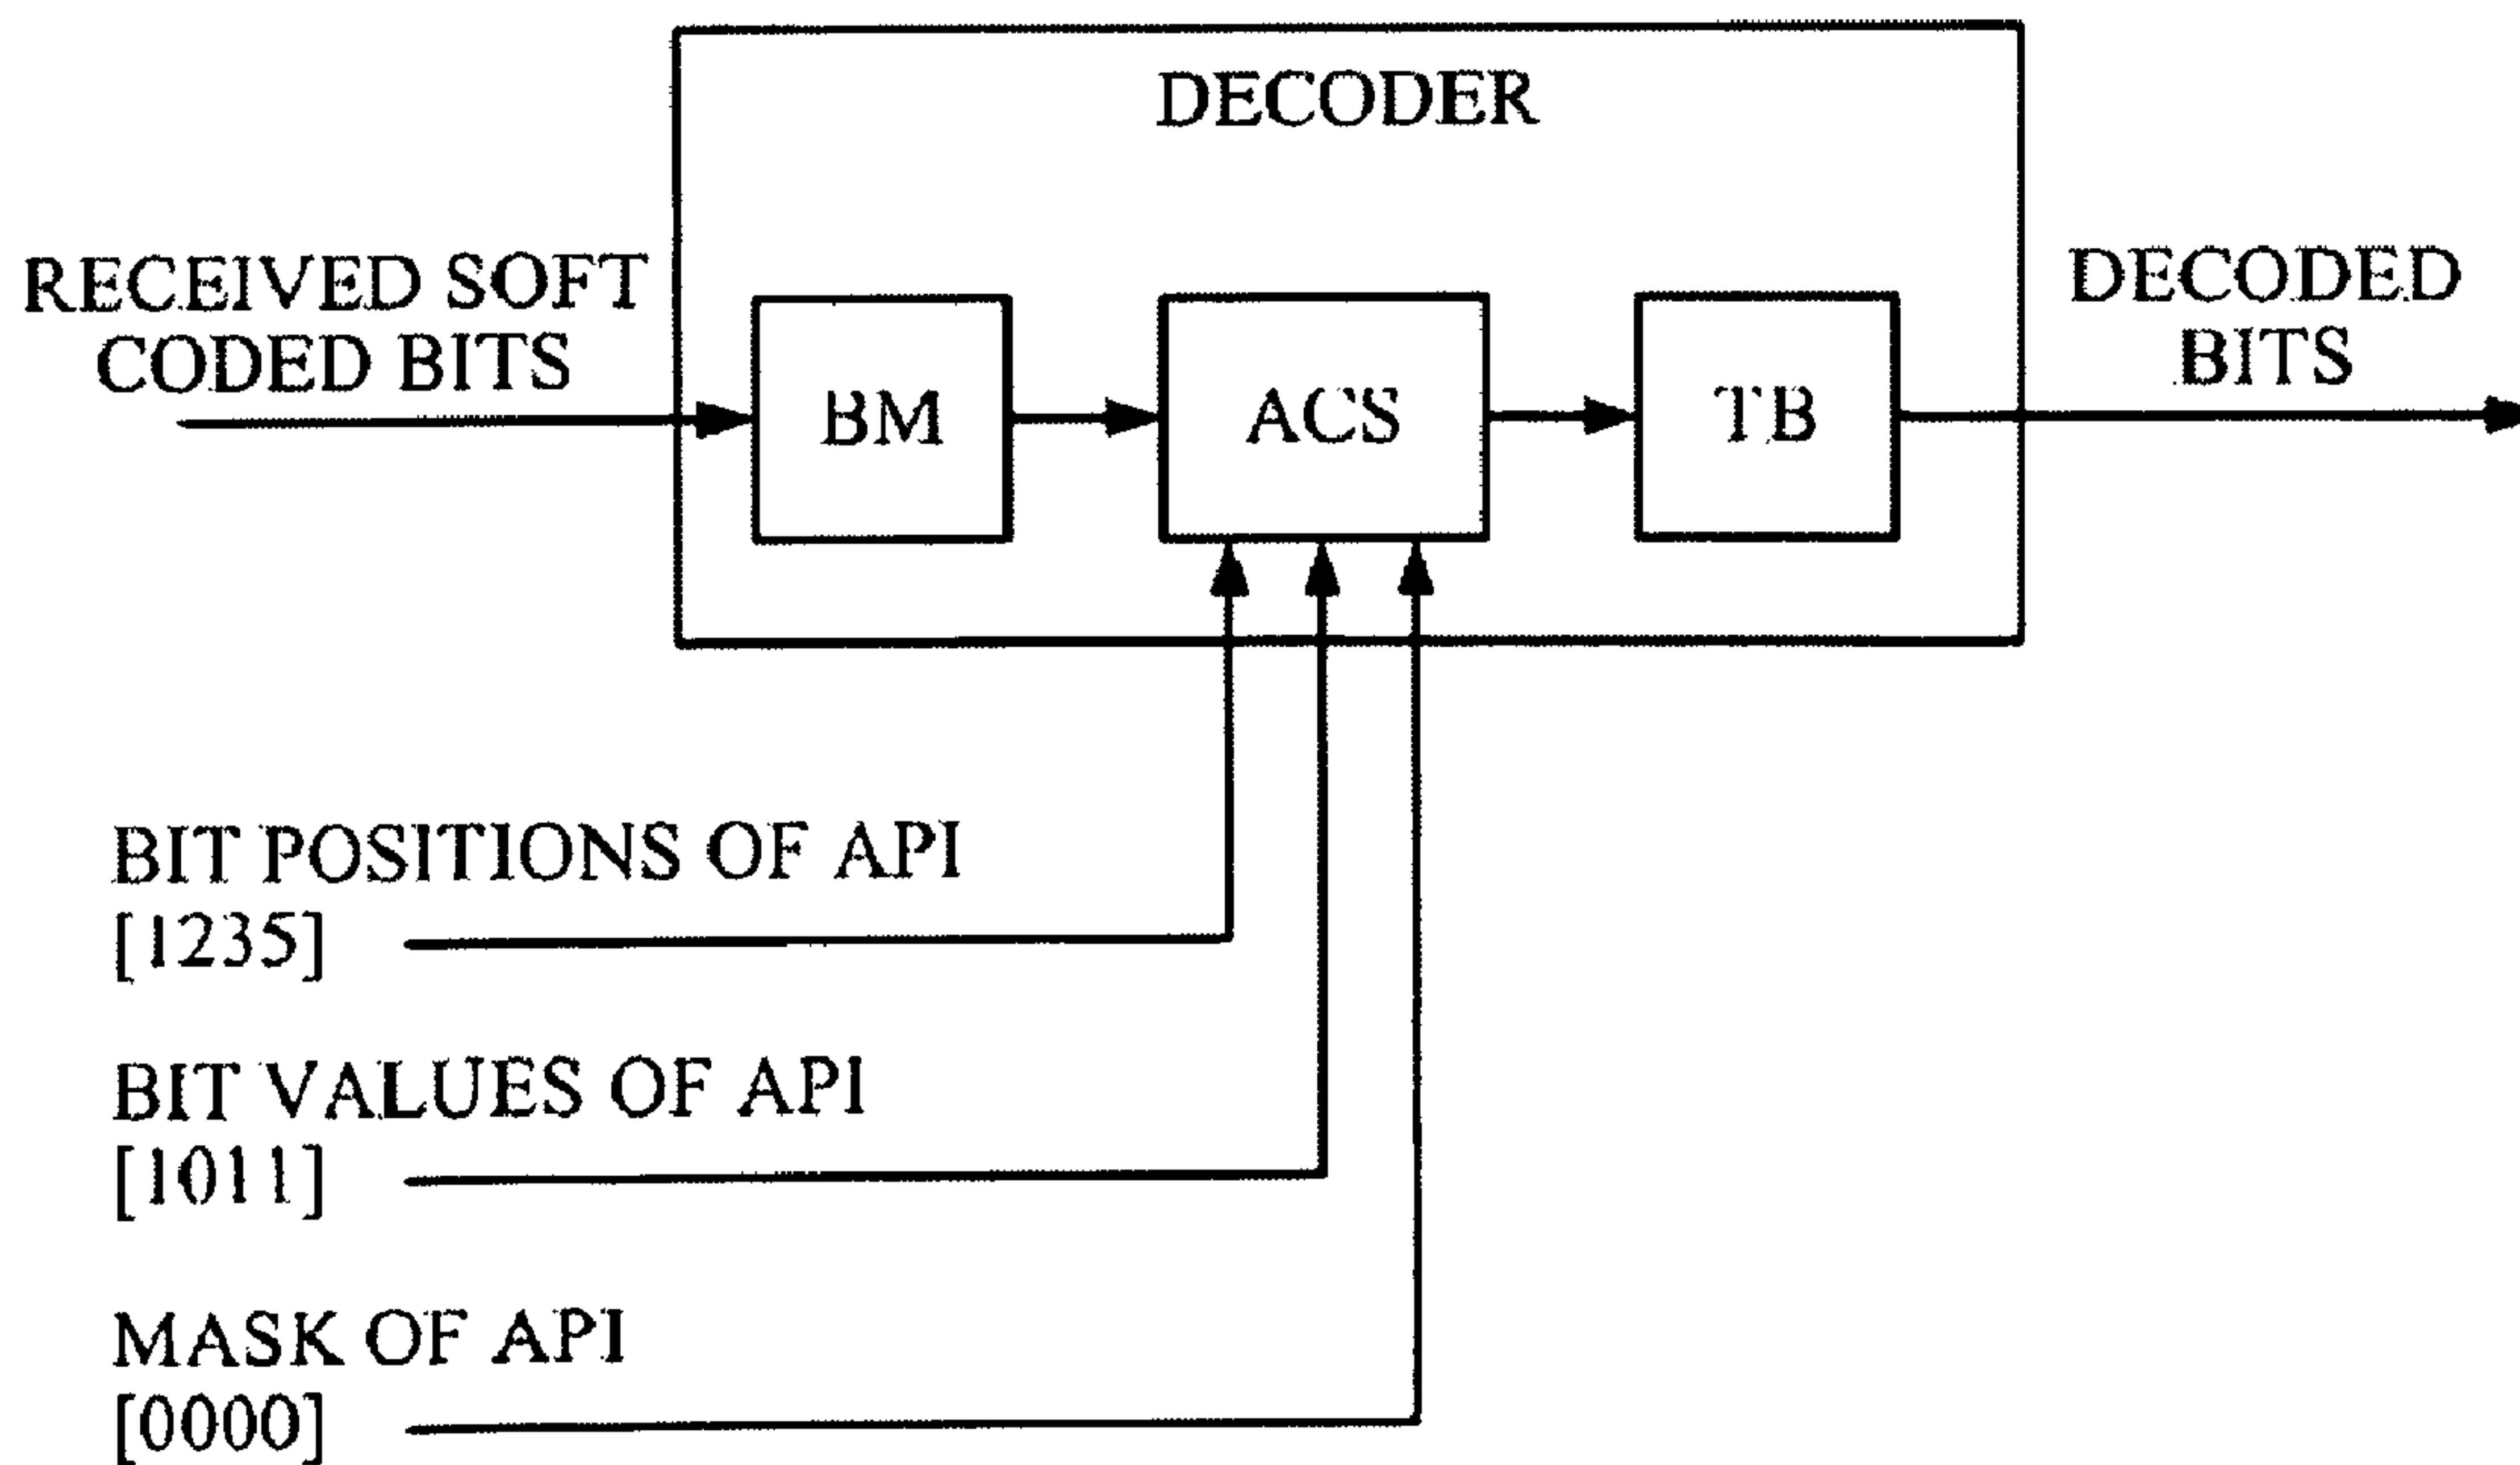 DECODER
RECEIVED SOFT
CODED BITS
BM
ACS
TB
DECODED
BITS
BIT POSITIONS OF API
[1235]
BIT VALUES OF API
[1011]
MASK OF API
[0000]